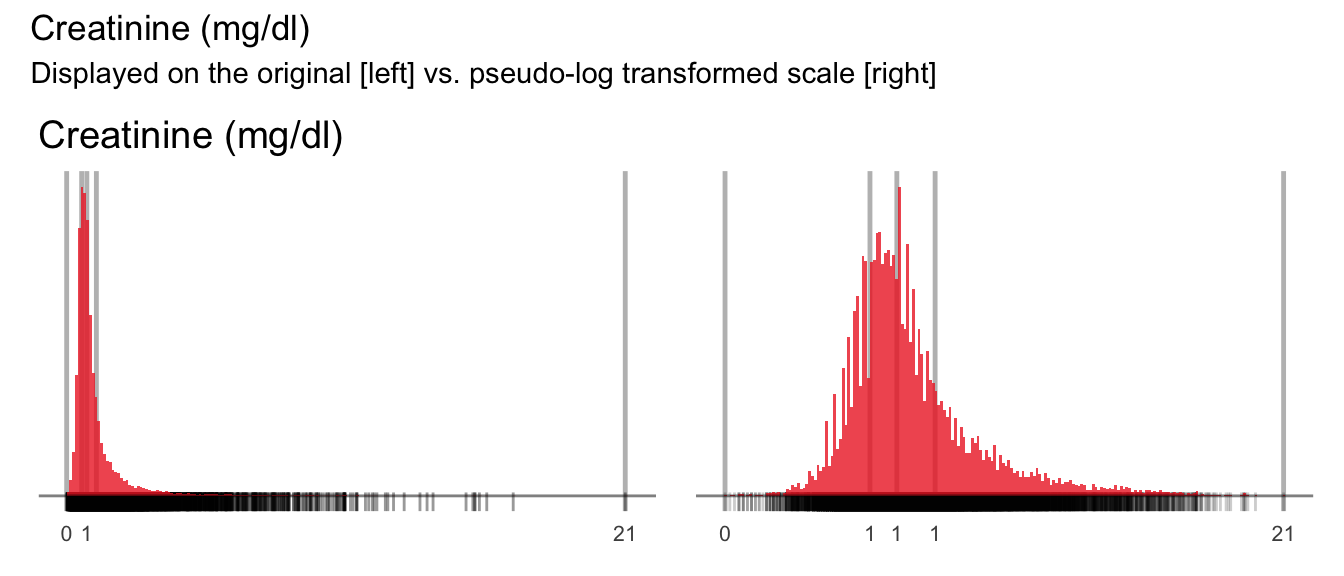 Creatinine (mg/dl)
Displayed on the original [left] vs. pseudo-log transformed scale [right]
Creatinine (mg/dl)
0 1 21
0 1 1 1 21